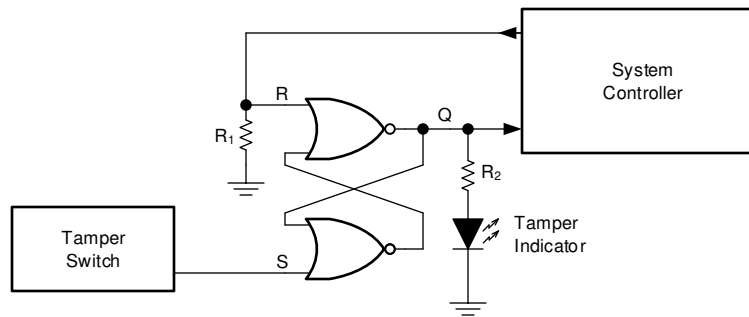 System
Controller
R
Q
R1
R2
Tamper
Switch
Tamper
Indicator
S